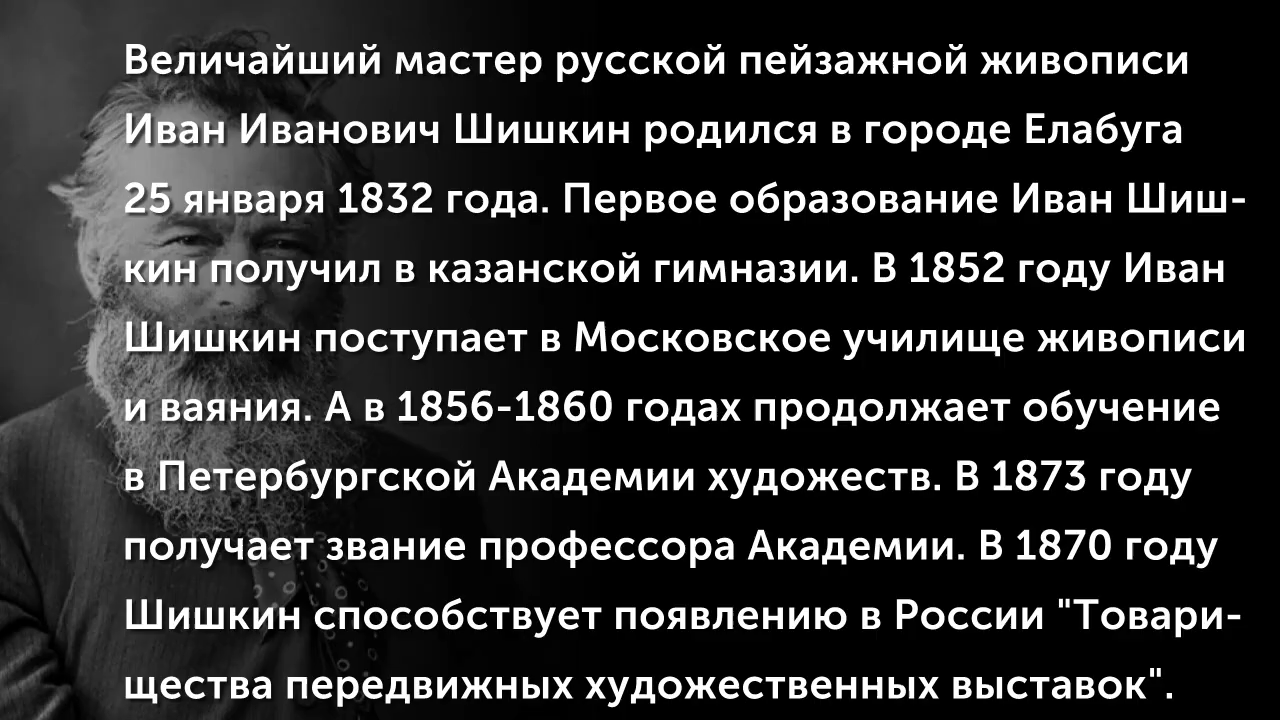 Величайший мастер русской пейзажной живописи
Иван Иванович Шишкин родился в городе Елабуга
25 января 1832 года. Первое образование Иван Шиш-
кин получил в казанской гимназии. В 1852 году Иван
Шишкин поступает в Московское училище живописи
и ваяния. А в 1856-1860 годах продолжает обучение
в Петербургской Академии художеств. В 1873 году
получает звание профессора Академии. В 1870 году
Шишкин способствует появлению в России "Товари-
щества передвижных художественных выставок".